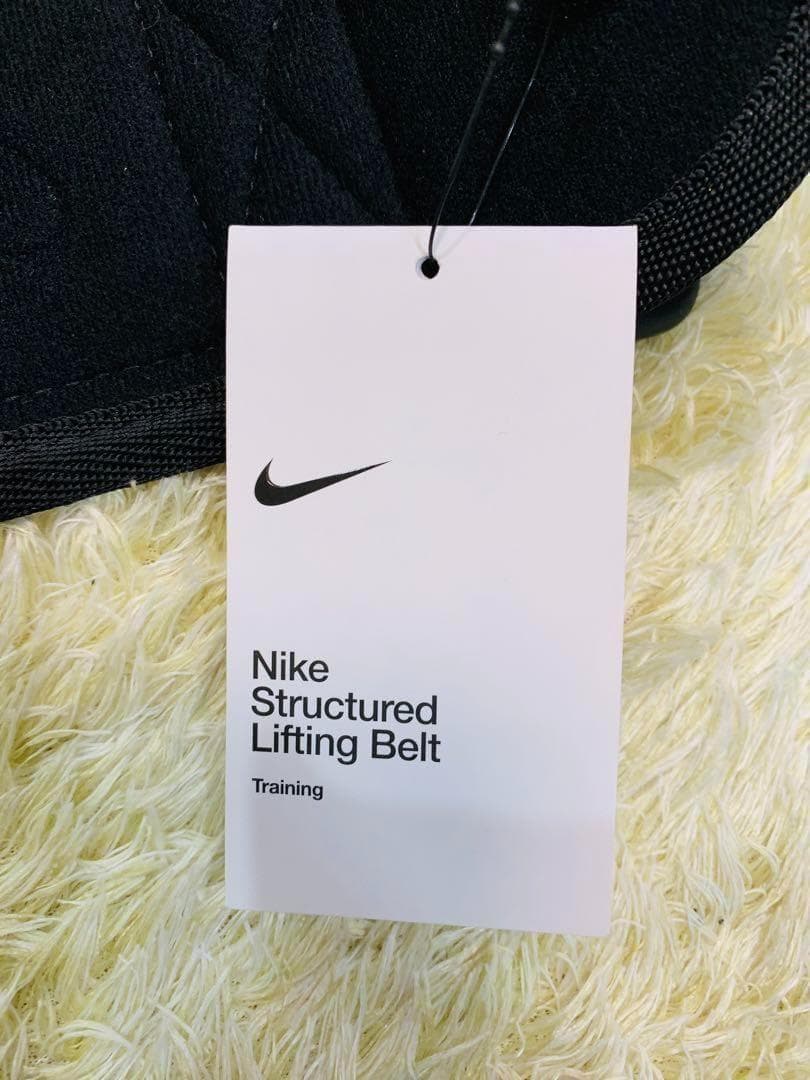 Nike
Structured
Lifting Belt
Training